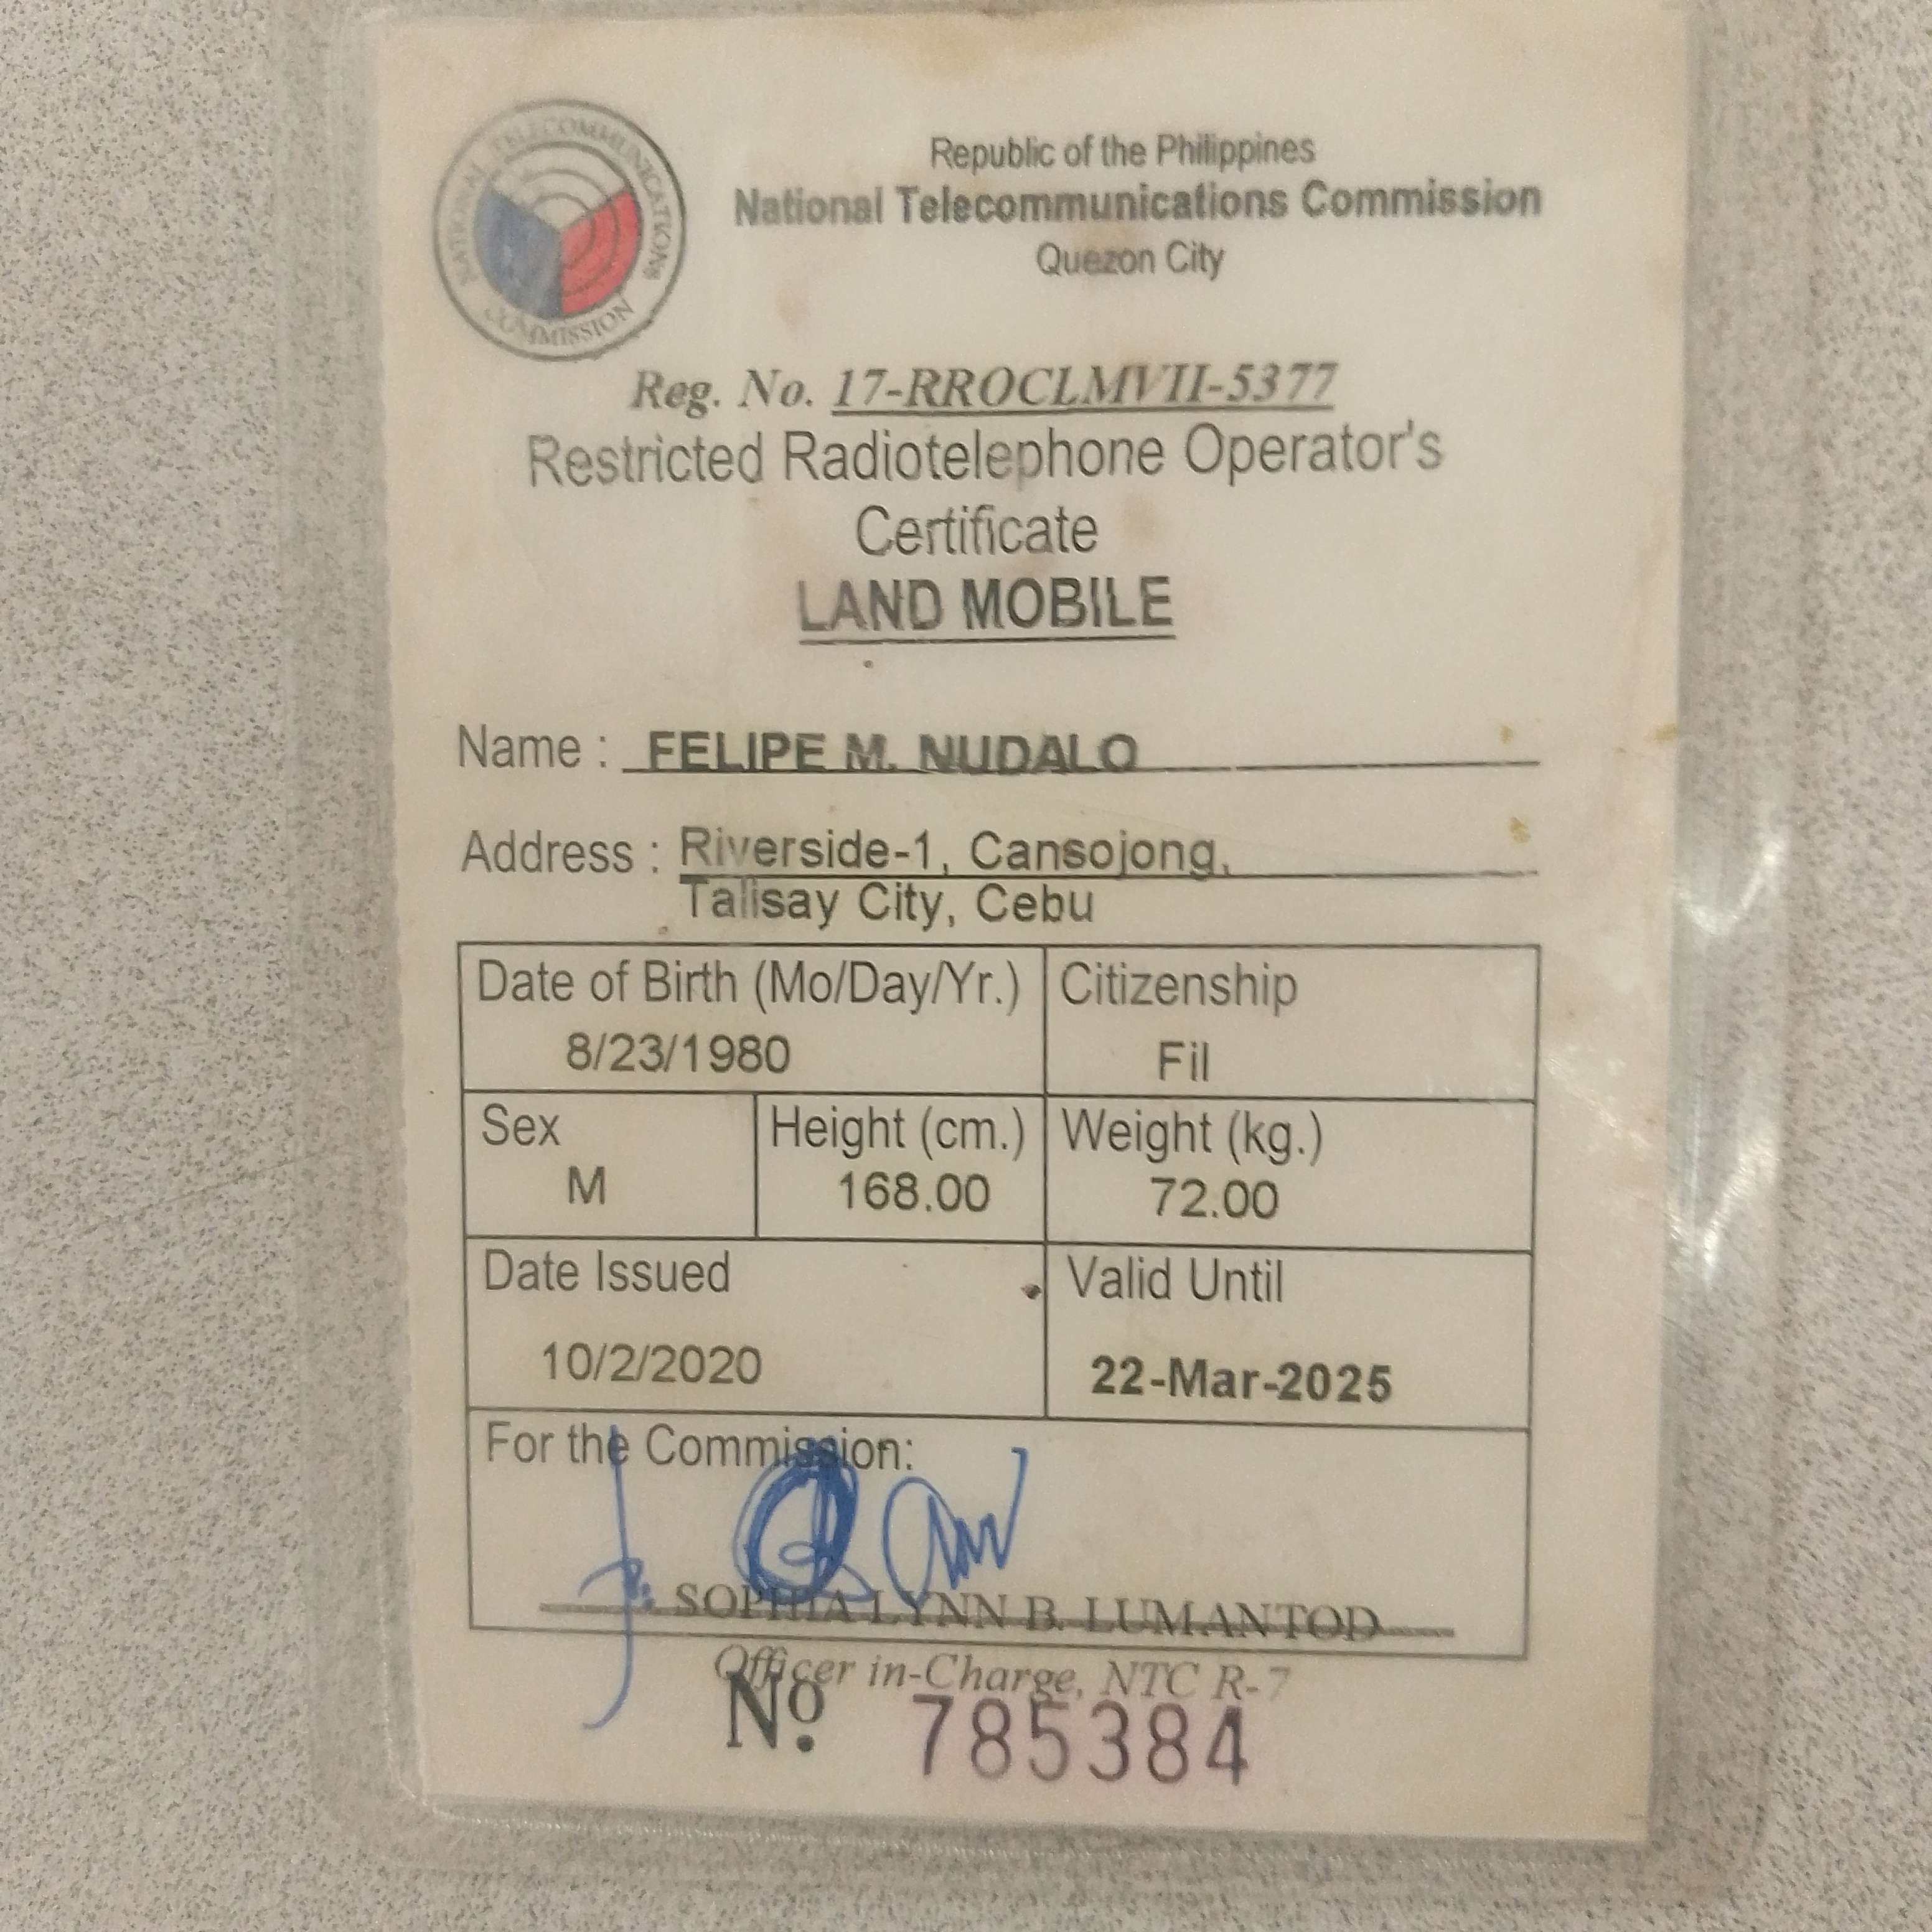 NATIONAL TELECOMMUNICATIONS COMMISSION
Republic of the Philippines
National Telecommunications Commission
Quezon City
Reg. No. 17-RROCLMVII-5377
Restricted Radiotelephone Operator's
Certificate
LAND MOBILE
Name : FELIPE M. NUDALO
Address : Riverside-1, Cansojong,
Talisay City, Cebu
Date of Birth (Mo/Day/Yr.) Citizenship
8/23/1980 Fil
Sex Height (cm.) Weight (kg.)
M 168.00 72.00
Date Issued Valid Until
10/2/2020 22-Mar-2025
For the Commission:
SOPHIA LYNN B. LUMANTOD
Officer in-Charge, NTC R-7
No. 785384